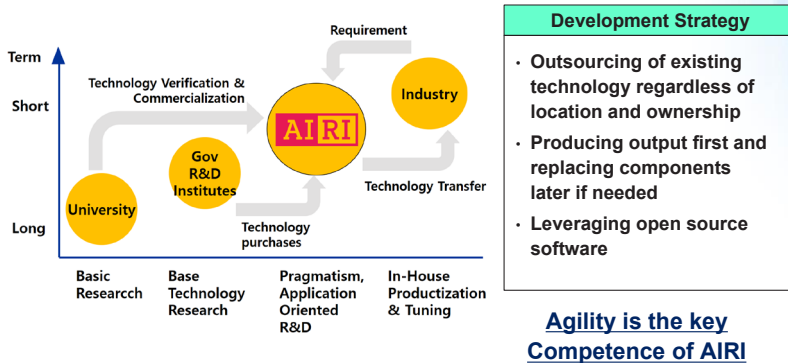 Term
Short
Long
Technology Verification &
Commercialization
Requirement
Industry
AIRI
Gov
R&D
Institutes
University
Technology Transfer
Technology
purchases
Basic
Researcch
Base
Technology
Research
Pragmatism,
Application
Oriented
R&D
In-House
Productization
& Tuning
Development Strategy
• Outsourcing of existing
technology regardless of
location and ownership
• Producing output first and
replacing components
later if needed
• Leveraging open source
software
Agility is the key
Competence of AIRI